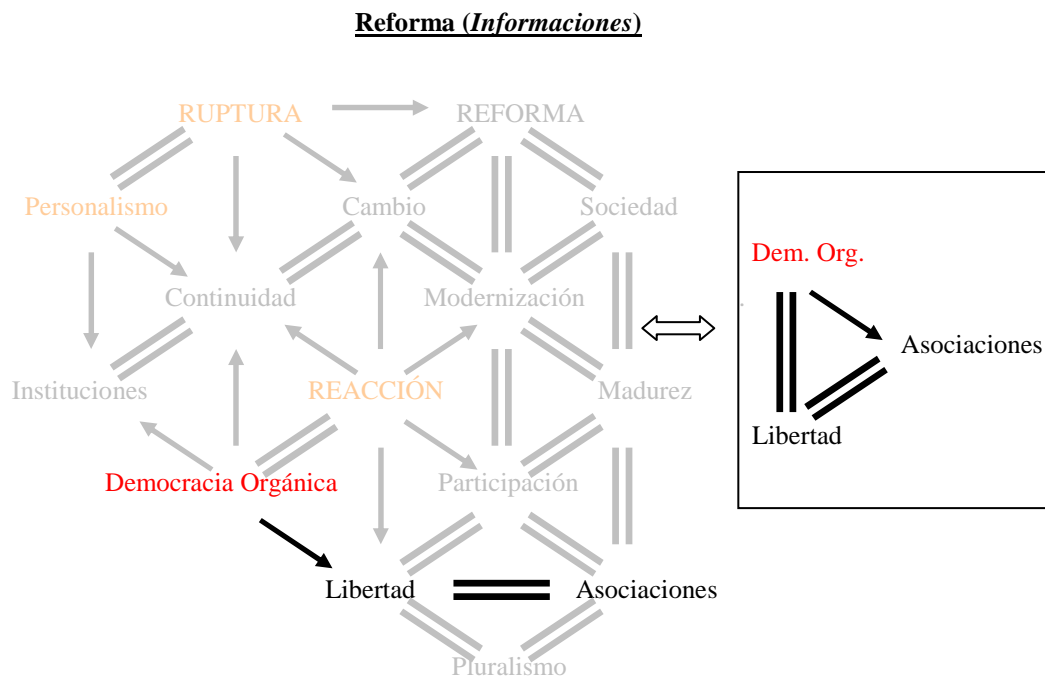 Reforma (Informaciones)
RUPTURA REFORMA
Personalismo Cambio Sociedad
Dem. Org.
Continuidad Modernización
Asociaciones
Instituciones REACCIÓN Madurez
Libertad
Democracia Orgánica Participación
Libertad Asociaciones
Pluralismo